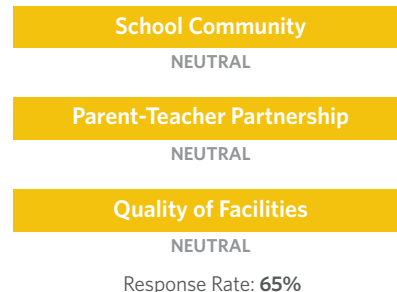 School Community
NEUTRAL
Parent-Teacher Partnership
NEUTRAL
Quality of Facilities
NEUTRAL
Response Rate: 65%